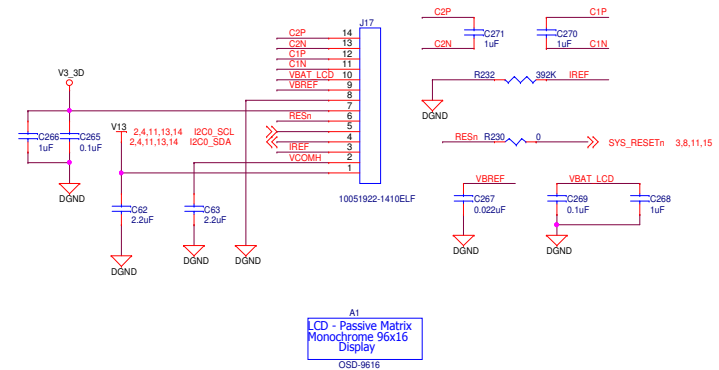 J17
C2P 14
C2N 13
C1P 12
C1N 11
VBAT_LCD 10
VBREF 9
8
7
RESn 6
2,4,11,13,14 I2C0_SCL 5
2,4,11,13,14 I2C0_SDA 4
IREF 3
VCOMH 2
1
10051922-1410ELF
V3_3D
C266
1uF
C265
0.1uF
DGND
V13
C62
2.2uF
DGND
C63
2.2uF
DGND
DGND
C2P
C271
1uF
C2N
C1P
C270
1uF
C1N
R232 392K IREF
DGND
RESn R230 0 SYS_RESETn 3,8,11,15
VBREF
C267
0.022uF
DGND
VBAT_LCD
C269
0.1uF
C268
1uF
DGND
A1
LCD - Passive Matrix
Monochrome 96x16
Display
OSD-9616